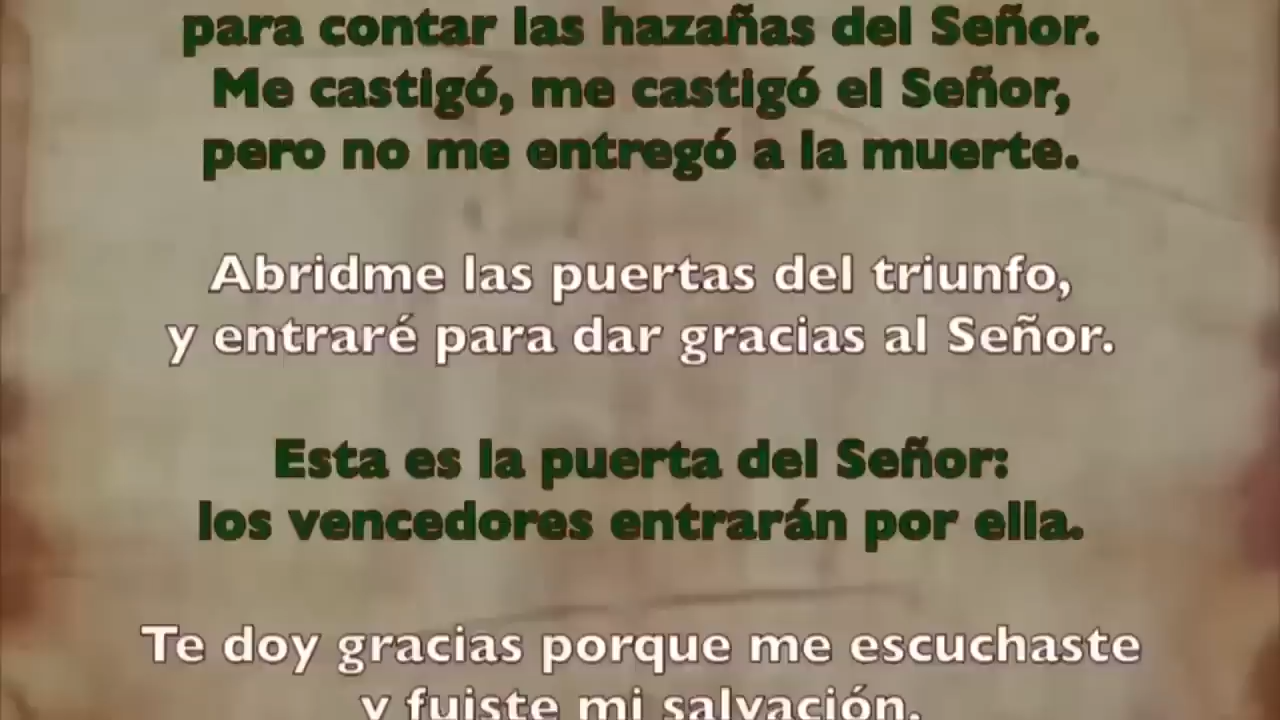 para contar las hazañas del Señor.
Me castigó, me castigó el Señor,
pero no me entregó a la muerte.
Abridme las puertas del triunfo,
y entraré para dar gracias al Señor.
Esta es la puerta del Señor:
los vencedores entrarán por ella.
Te doy gracias porque me escuchaste
y fuiste mi salvación.